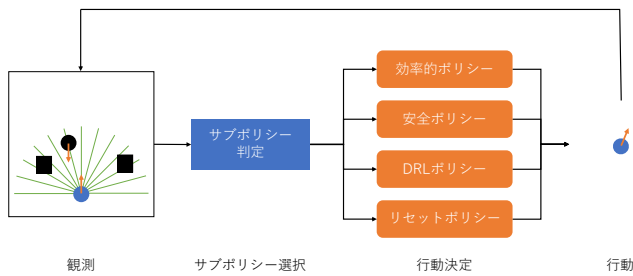 効率的ポリシー
安全ポリシー
サブポリシー
判定
DRLポリシー
リセットポリシー
観測
サブポリシー選択
行動決定
行動